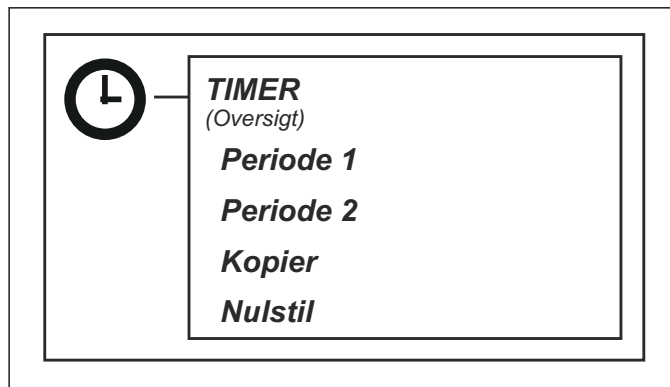 TIMER
(Oversigt)
Periode 1
Periode 2
Kopier
Nulstil